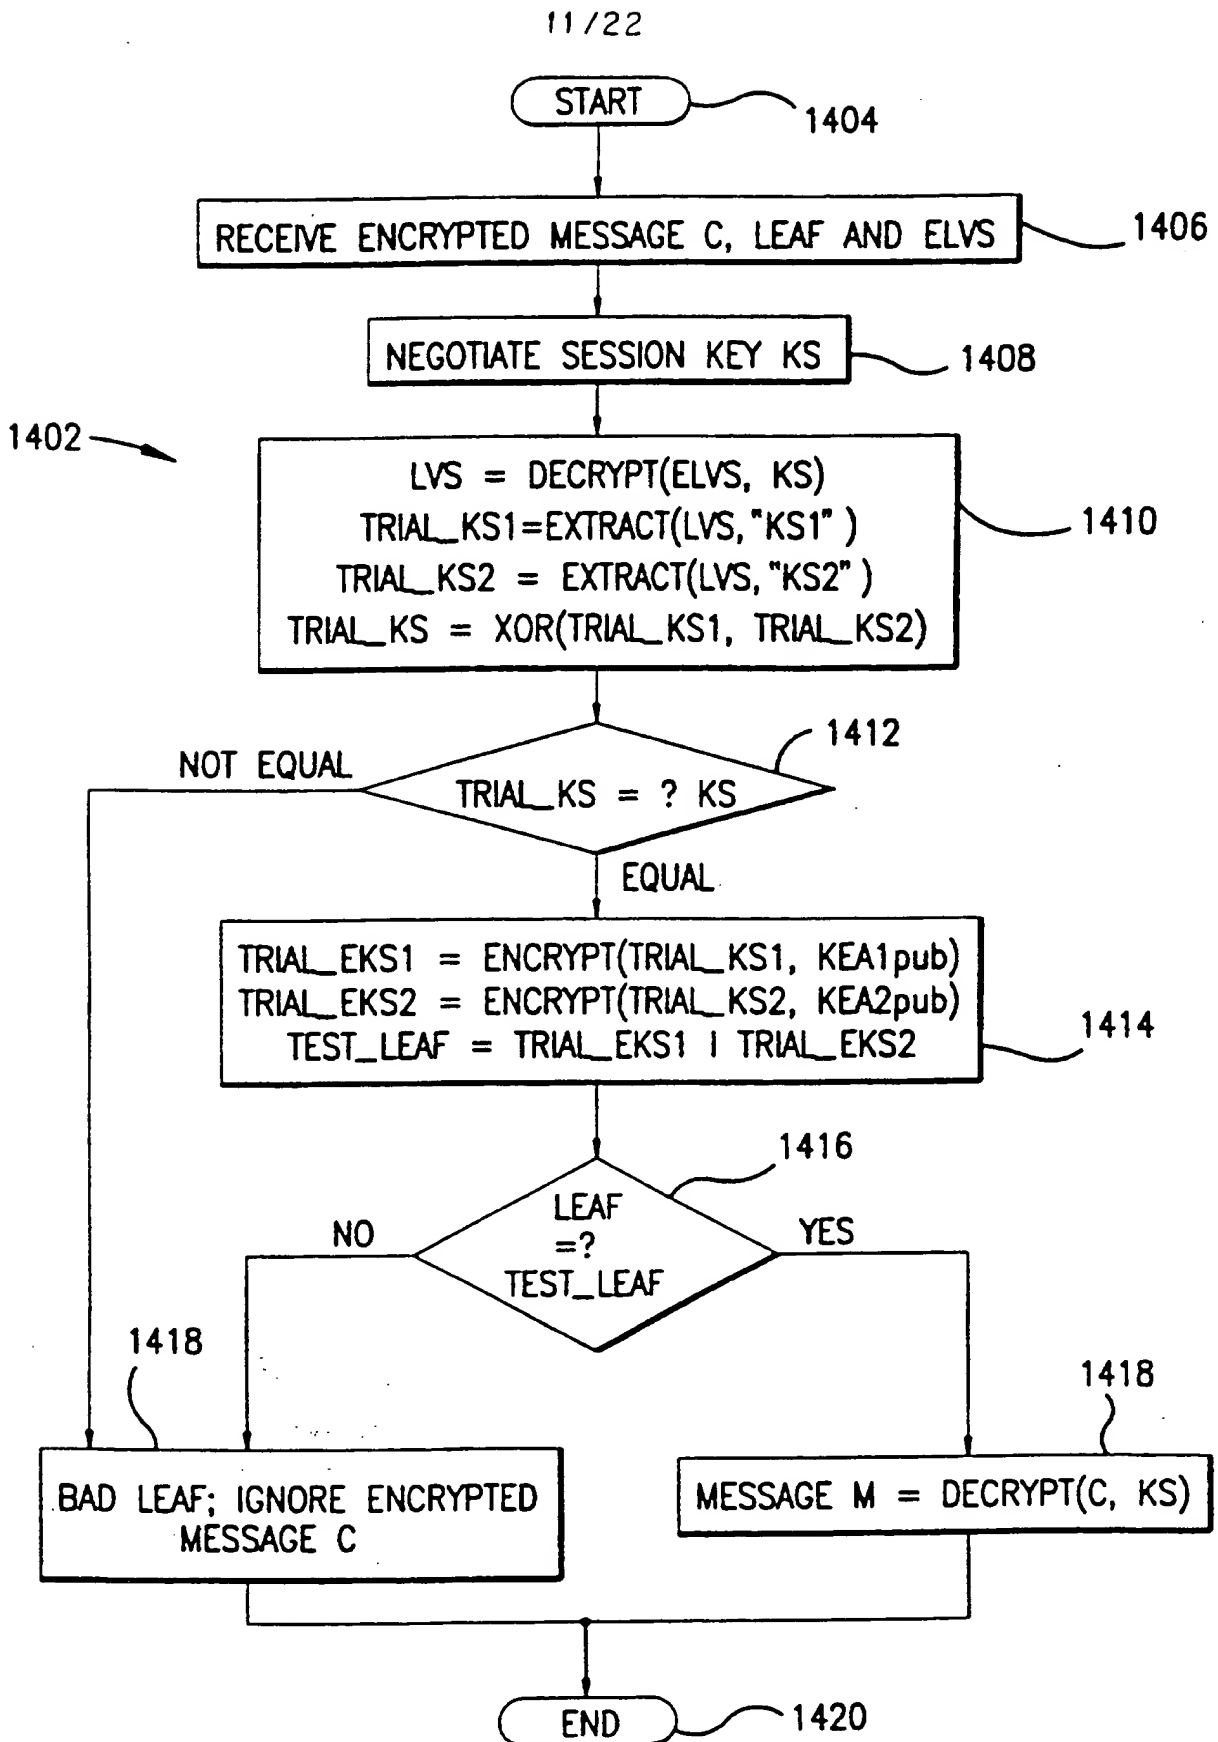 11/22
START
1404
RECEIVE ENCRYPTED MESSAGE C, LEAF AND ELVS
1406
NEGOTIATE SESSION KEY KS
1408
1402
LVS = DECRYPT(ELVS, KS)
TRIAL_KS1=EXTRACT(LVS,"KS1" )
TRIAL_KS2 = EXTRACT(LVS,"KS2" )
TRIAL_KS = XOR(TRIAL_KS1, TRIAL_KS2)
1410
1412
NOT EQUAL
TRIAL_KS = ? KS
EQUAL
TRIAL_EKS1 = ENCRYPT(TRIAL_KS1, KEA1pub)
TRIAL_EKS2 = ENCRYPT(TRIAL_KS2, KEA2pub)
TEST_LEAF = TRIAL_EKS1 | TRIAL_EKS2
1414
1416
LEAF
=?
TEST_LEAF
NO
YES
1418
1418
BAD LEAF; IGNORE ENCRYPTED
MESSAGE C
MESSAGE M = DECRYPT(C, KS)
END
1420